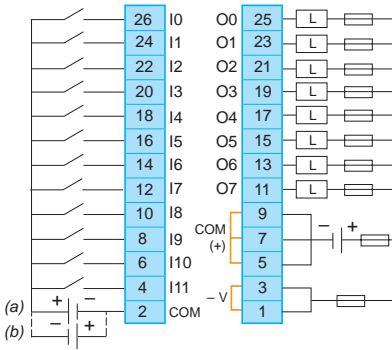 26 I0 O0 25 L
24 I1 O1 23 L
22 I2 O2 21 L
20 I3 O3 19 L
18 I4 O4 17 L
16 I5 O5 15 L
14 I6 O6 13 L
12 I7 O7 11 L
10 I8 9
COM
(+)
8 I9 7 – +
6 I10 5
4 I11 – V 3
(a) + – 2 COM 1
(b) – +